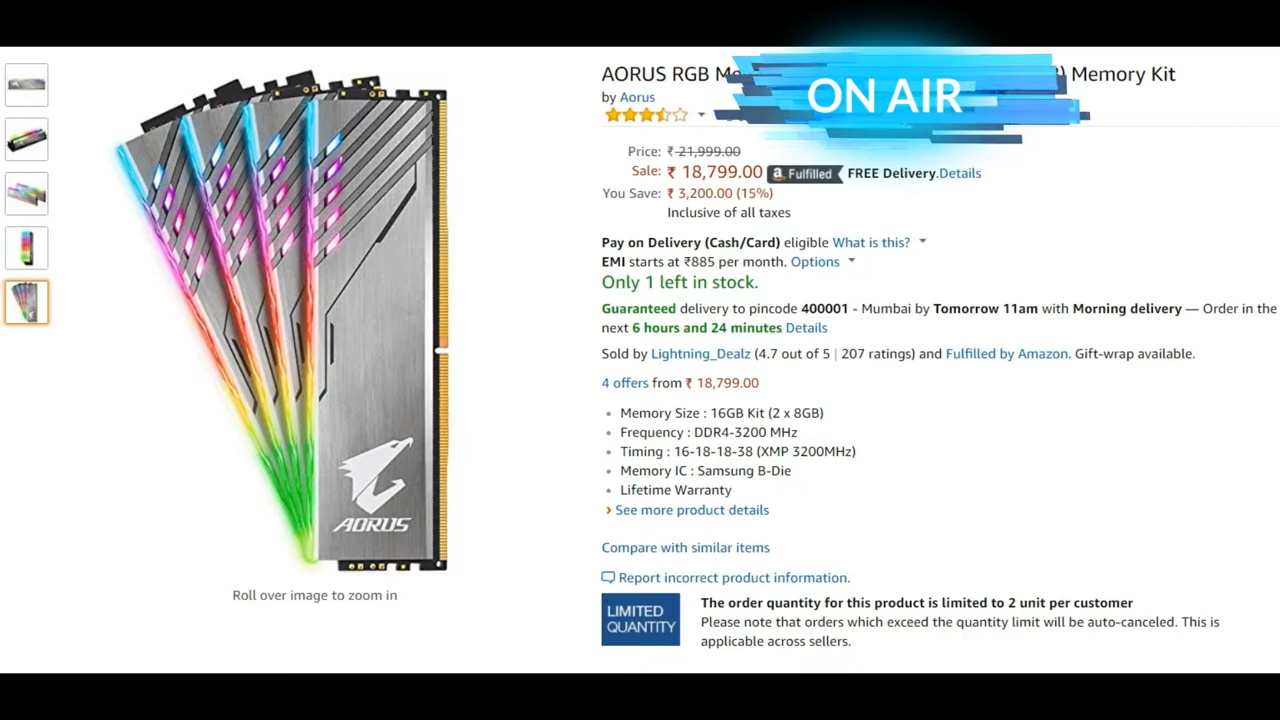 AORUS RGB M ) Memory Kit
ON AIR
by Aorus
Price: ₹ 21,999.00
Sale: ₹ 18,799.00 a Fulfilled FREE Delivery.Details
You Save: ₹ 3,200.00 (15%)
Inclusive of all taxes
Pay on Delivery (Cash/Card) eligible What is this?
EMI starts at ₹885 per month. Options
Only 1 left in stock.
Guaranteed delivery to pincode 400001 - Mumbai by Tomorrow 11am with Morning delivery — Order in the
next 6 hours and 24 minutes Details
Sold by Lightning_Dealz (4.7 out of 5 | 207 ratings) and Fulfilled by Amazon. Gift-wrap available.
4 offers from ₹ 18,799.00
Memory Size : 16GB Kit (2 x 8GB)
Frequency : DDR4-3200 MHz
Timing : 16-18-18-38 (XMP 3200MHz)
Memory IC : Samsung B-Die
Lifetime Warranty
› See more product details
Compare with similar items
Report incorrect product information.
LIMITED
QUANTITY
The order quantity for this product is limited to 2 unit per customer
Please note that orders which exceed the quantity limit will be auto-canceled. This is
applicable across sellers.
AORUS
Roll over image to zoom in